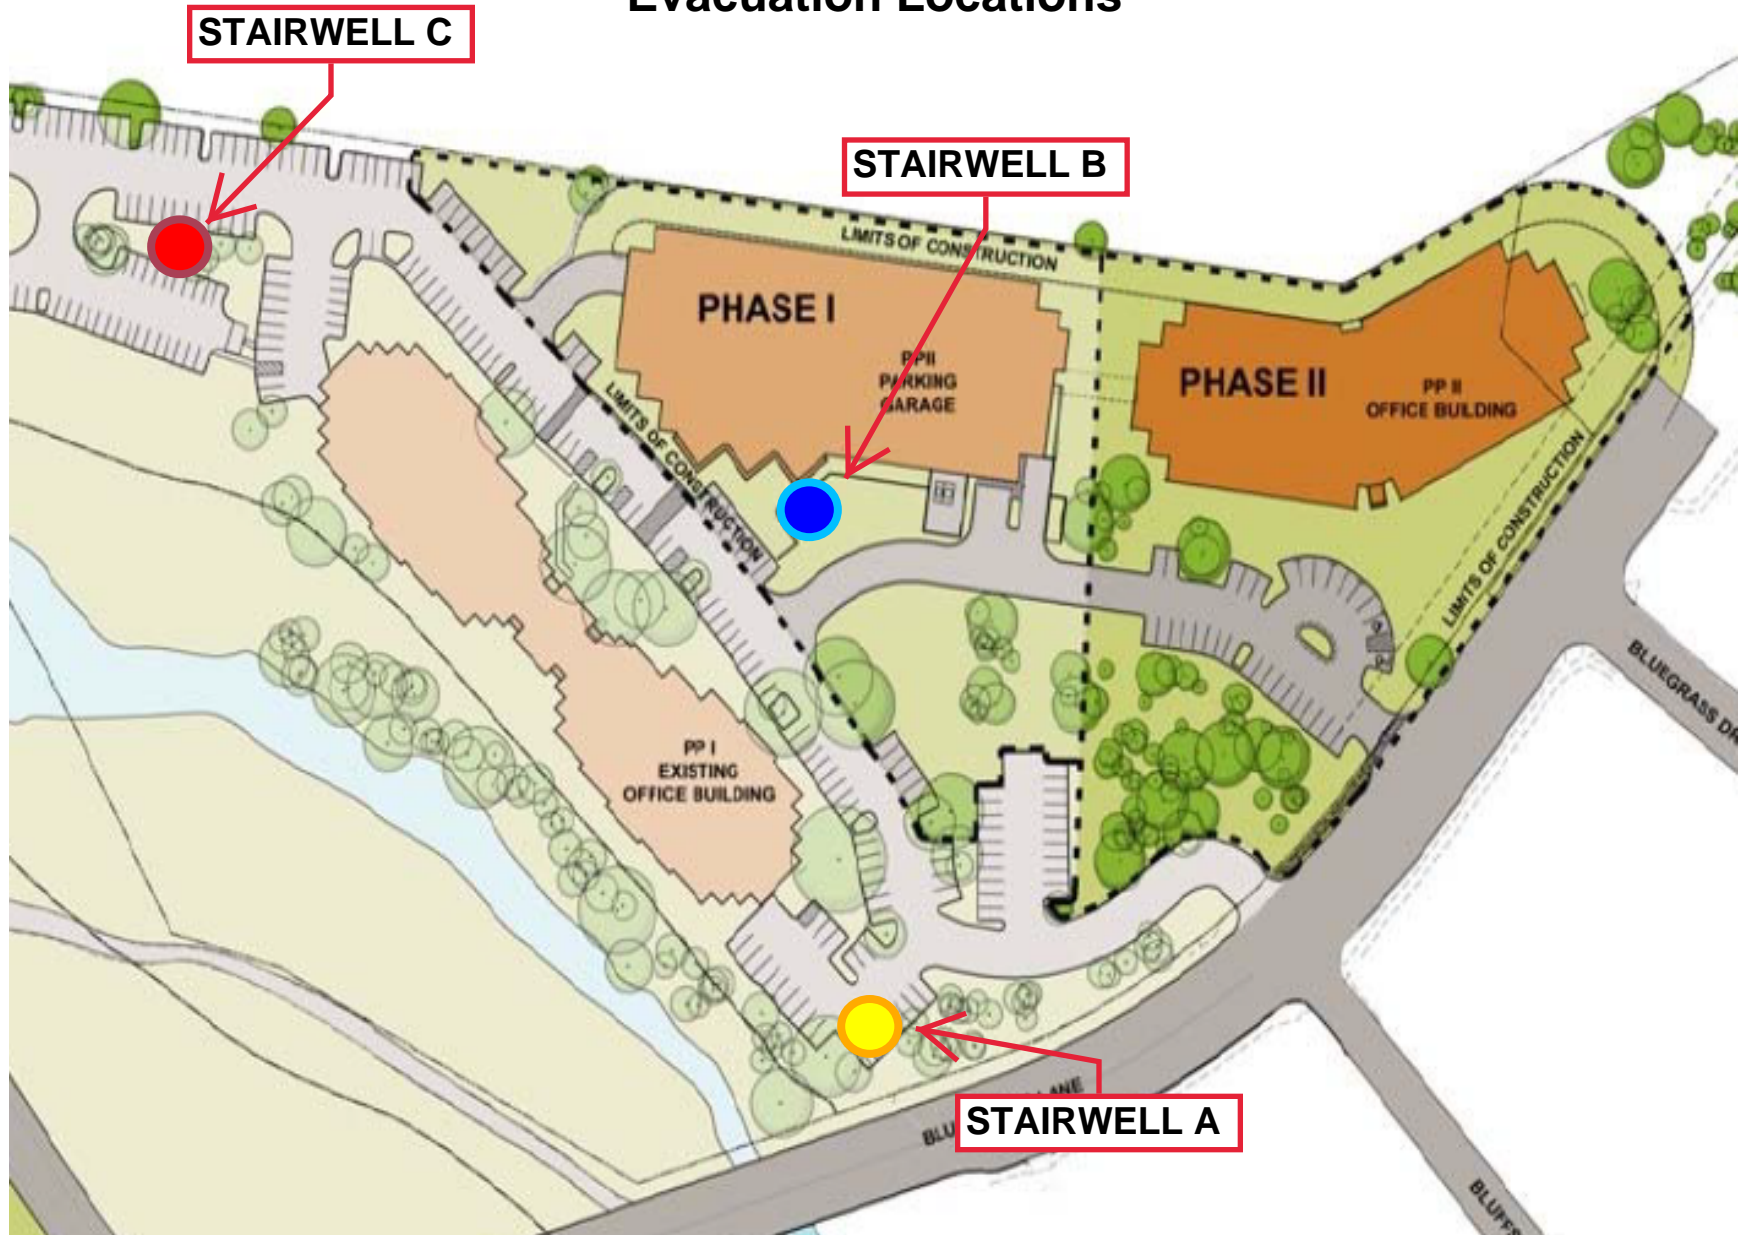 Evacuation Locations
STAIRWELL C
STAIRWELL B
LIMITS OF CONSTRUCTION
PHASE I
PPII
PARKING
GARAGE
PHASE II
PP II
OFFICE BUILDING
LIMITS OF CONSTRUCTION
LIMITS OF CONSTRUCTION
BLUEGRASS DR
PP I
EXISTING
OFFICE BUILDING
STAIRWELL A